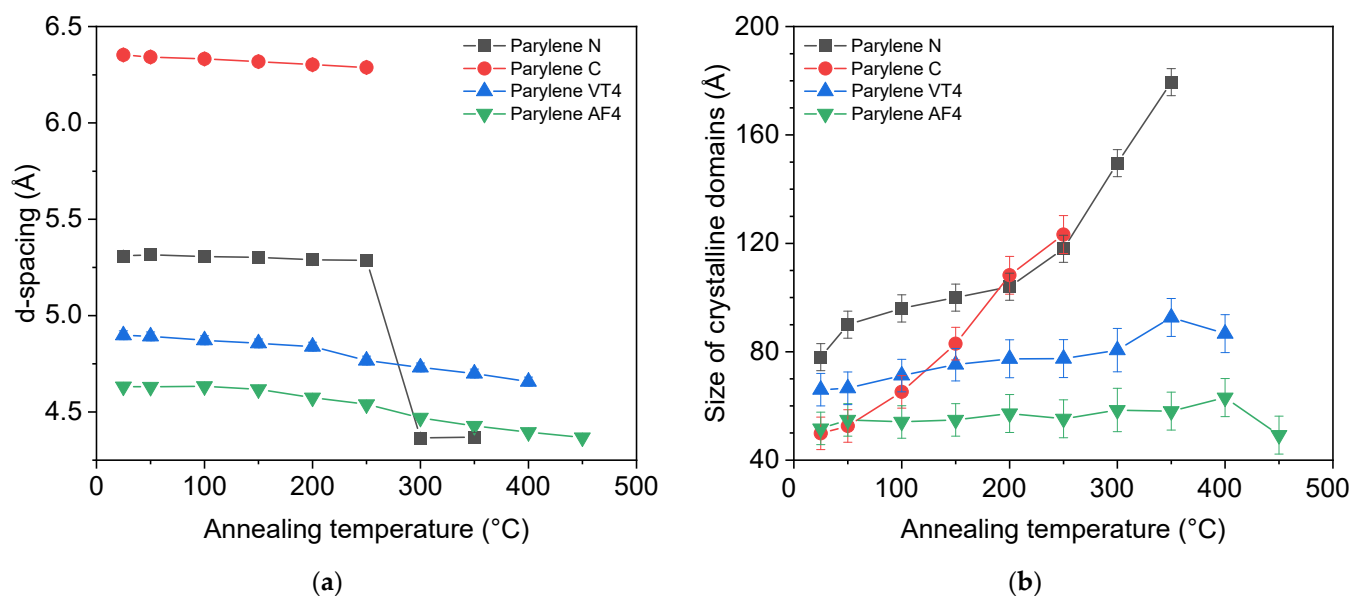 6.5
6.0
5.5
5.0
4.5
d-spacing (Å)
Parylene N
Parylene C
Parylene VT4
Parylene AF4
0 100 200 300 400 500
Annealing temperature (°C)
(a)
200
160
120
80
40
Size of crystalline domains (Å)
Parylene N
Parylene C
Parylene VT4
Parylene AF4
0 100 200 300 400 500
Annealing temperature (°C)
(b)